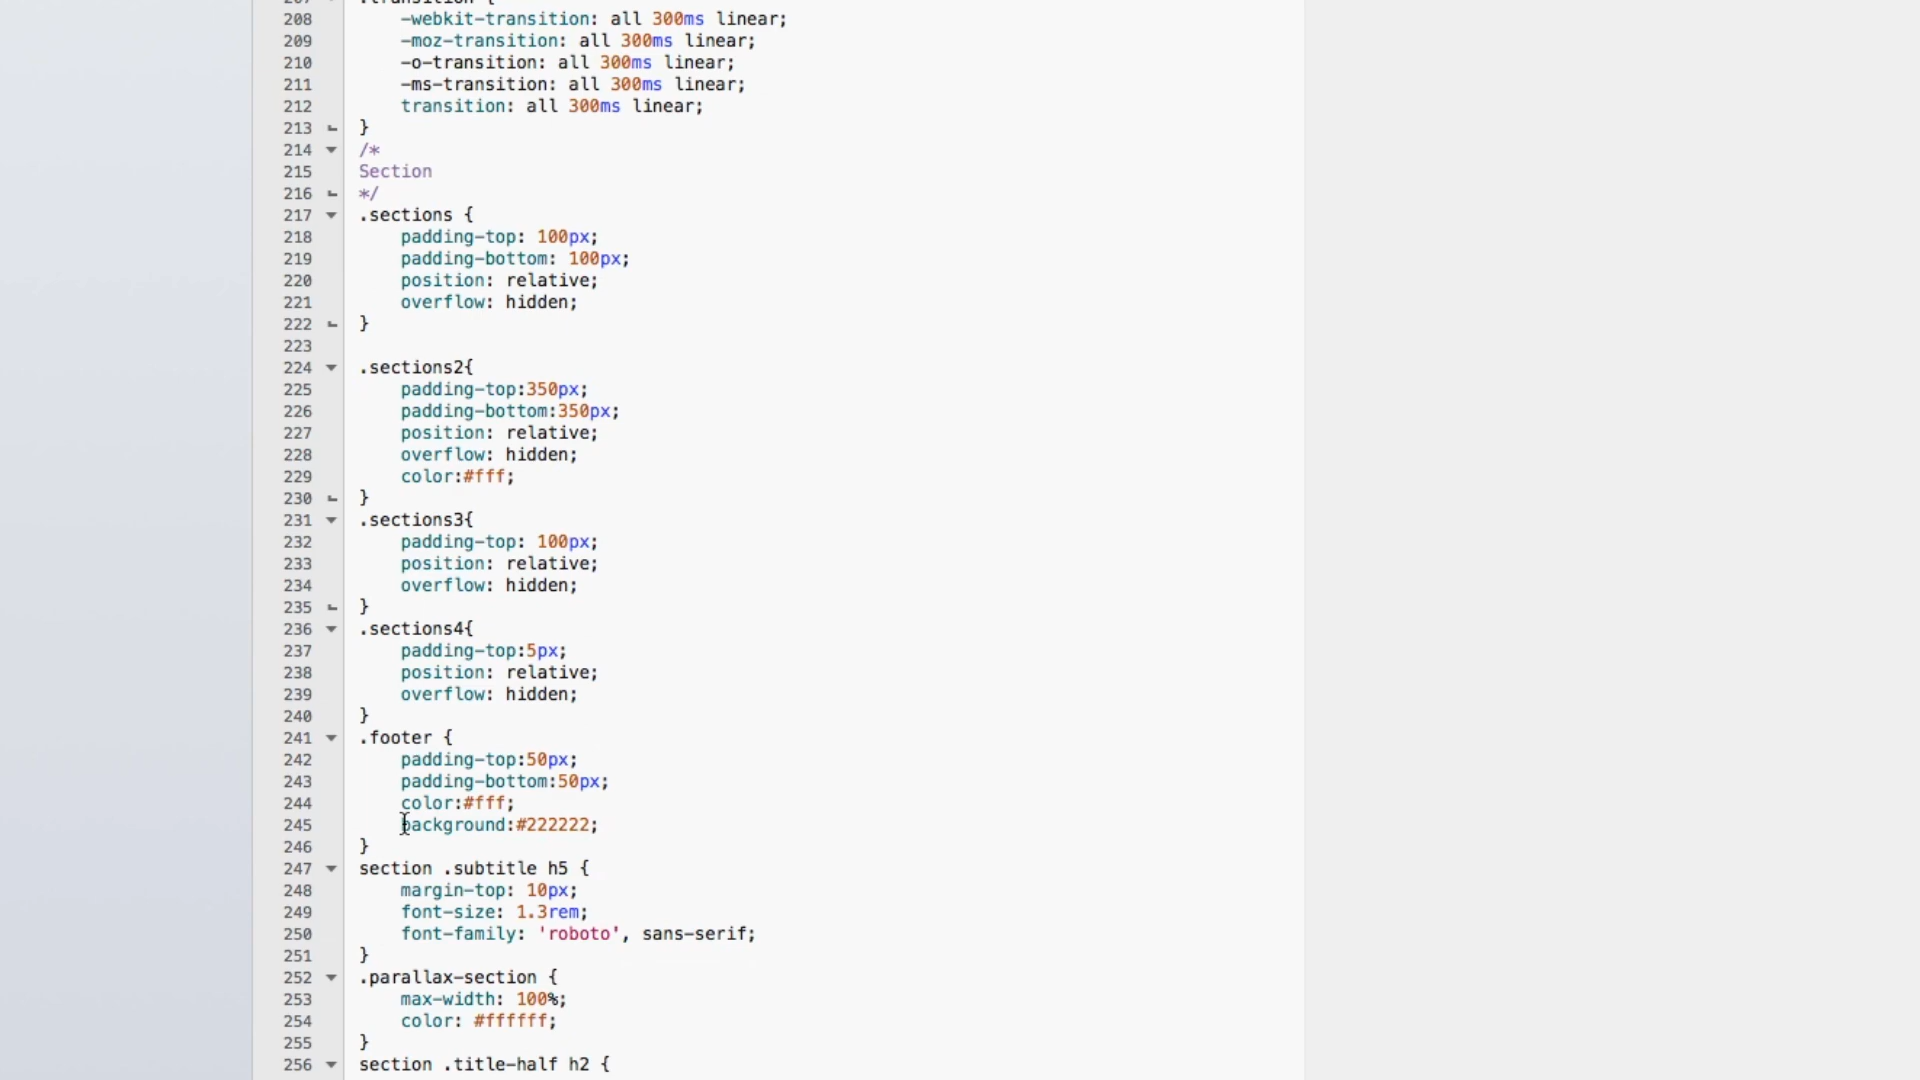 207 .transition {
208 -webkit-transition: all 300ms linear;
209 -moz-transition: all 300ms linear;
210 -o-transition: all 300ms linear;
211 -ms-transition: all 300ms linear;
212 transition: all 300ms linear;
213 }
214 /*
215 Section
216 */
217 .sections {
218 padding-top: 100px;
219 padding-bottom: 100px;
220 position: relative;
221 overflow: hidden;
222 }
223
224 .sections2{
225 padding-top:350px;
226 padding-bottom:350px;
227 position: relative;
228 overflow: hidden;
229 color:#fff;
230 }
231 .sections3{
232 padding-top: 100px;
233 position: relative;
234 overflow: hidden;
235 }
236 .sections4{
237 padding-top:5px;
238 position: relative;
239 overflow: hidden;
240 }
241 .footer {
242 padding-top:50px;
243 padding-bottom:50px;
244 color:#fff;
245 background:#222222;
246 }
247 section .subtitle h5 {
248 margin-top: 10px;
249 font-size: 1.3rem;
250 font-family: 'roboto', sans-serif;
251 }
252 .parallax-section {
253 max-width: 100%;
254 color: #ffffff;
255 }
256 section .title-half h2 {